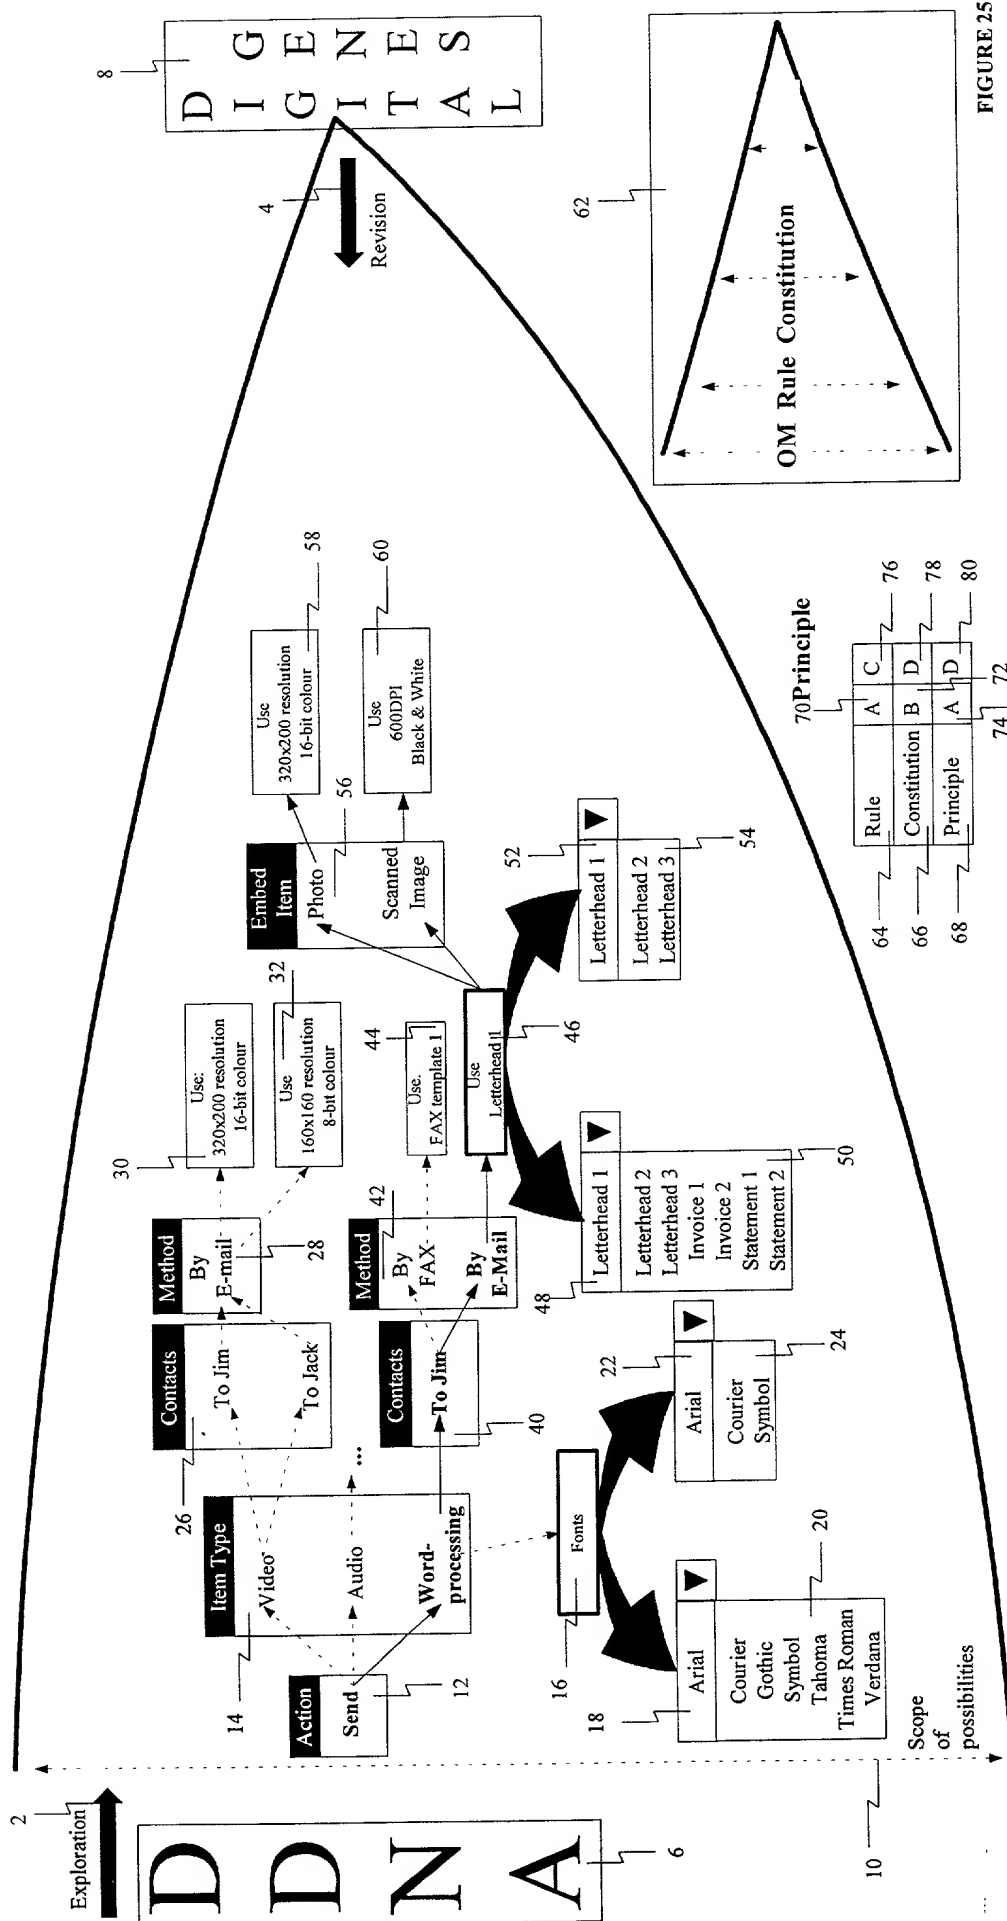 2
Exploration
D
D
N
A
6
10
Scope
of
possibilities
Action
Send
12
Item Type
Video
Audio
Word-
processing
14
...
16
Fonts
18
Arial
▼
Courier
Gothic
Symbol
Tahoma
Times Roman
Verdana
20
22
Arial
▼
Courier
Symbol
24
26
Contacts
To Jim
To Jack
Method
By
E-mail
28
30
Use:
320x200 resolution
16-bit colour
32
Use
160x160 resolution
8-bit colour
Contacts
To Jim
40
Method
By
FAX
By
E-Mail
42
44
Use.
FAX template 1
Use
Letterhead 1
46
48
Letterhead 1
▼
Letterhead 2
Letterhead 3
Invoice 1
Invoice 2
Statement 1
Statement 2
50
52
Letterhead 1
▼
Letterhead 2
Letterhead 3
54
Embed
Item
Photo
Scanned
Image
56
Use
320x200 resolution
16-bit colour
58
Use
600DPI
Black & White
60
4
Revision
8
D
I G
G E
I N
T E
A S
L
62
OM Rule Constitution
70 Principle
64
Rule A C
76
66
Constitution B D
78
72
68
Principle A D
80
74
FIGURE 25